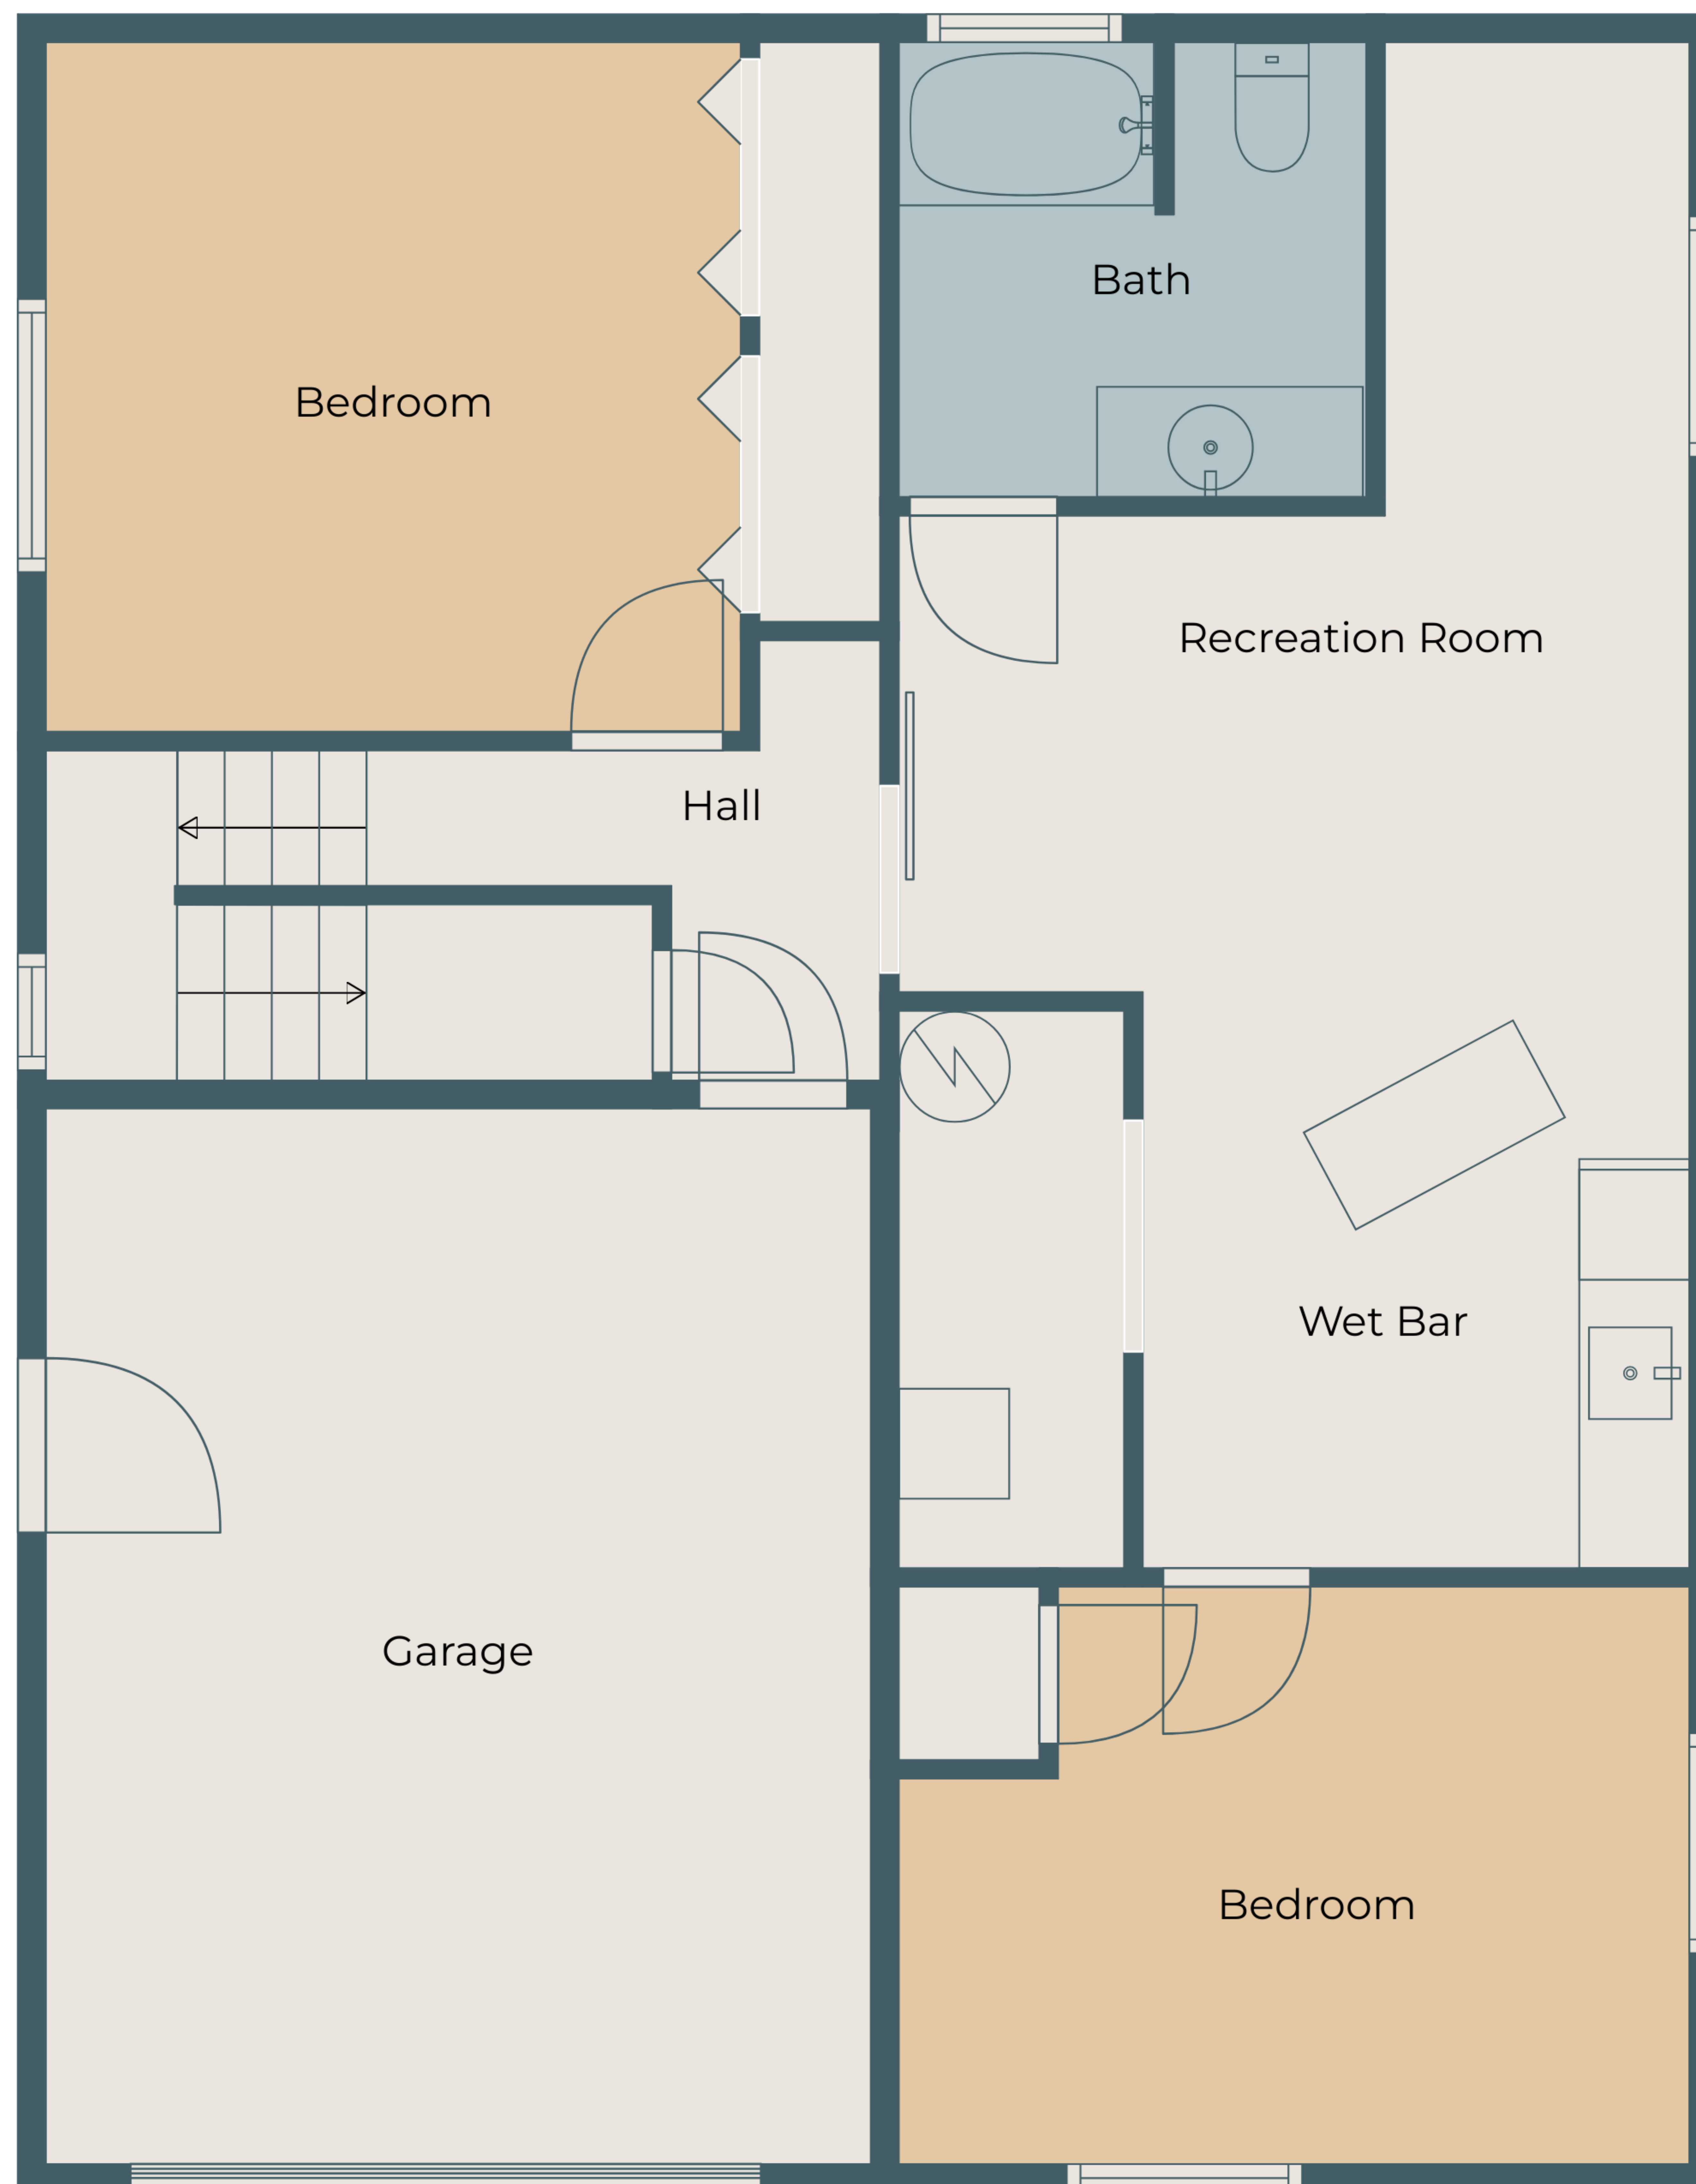 Bath
Bedroom
Recreation Room
Hall
Wet Bar
Garage
Bedroom